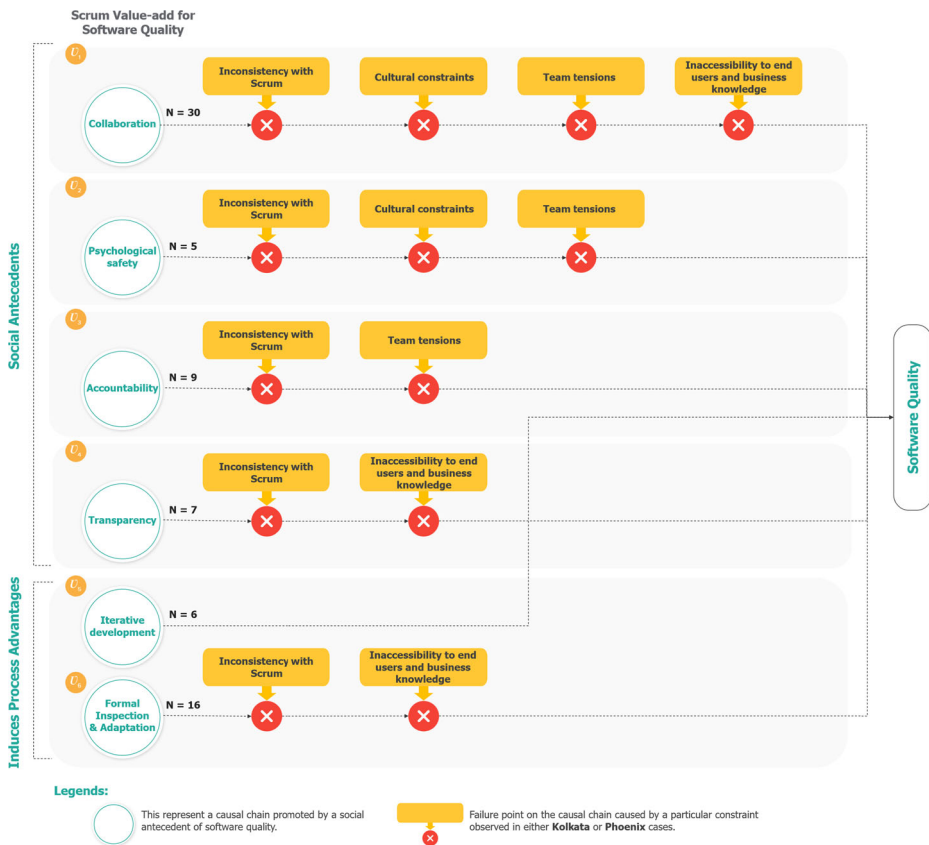 Scrum Value-add for
Software Quality
U1
Inconsistency with
Scrum
Cultural constraints
Team tensions
Inaccessibility to end
users and business
knowledge
Collaboration
N = 30
U2
Inconsistency with
Scrum
Cultural constraints
Team tensions
Psychological
safety
N = 5
Social Antecedents
U3
Inconsistency with
Scrum
Team tensions
Accountability
N = 9
Software Quality
U4
Inconsistency with
Scrum
Inaccessibility to end
users and business
knowledge
Transparency
N = 7
Induces Process Advantages
Iterative
development
N = 6
Inconsistency with
Scrum
Inaccessibility to end
users and business
knowledge
Formal
Inspection
& Adaptation
N = 16
Legends:
This represent a causal chain promoted by a social
antecedent of software quality.
Failure point on the causal chain caused by a particular constraint
observed in either Kolkata or Phoenix cases.